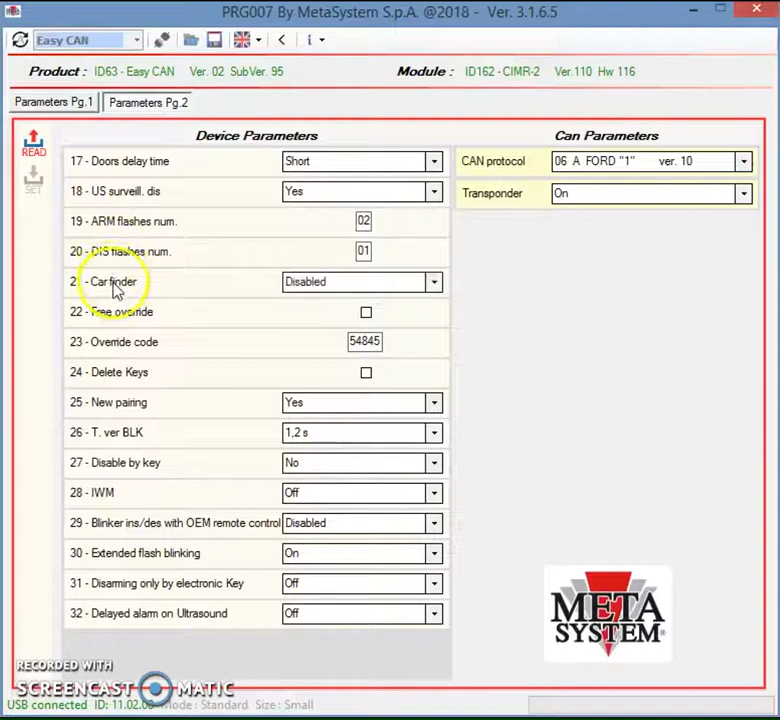 PRG007 By MetaSystem S.p.A. @2018 - Ver. 3.1.6.5
Easy CAN
Product : ID63 - Easy CAN Ver. 02 SubVer. 95 Module : ID162 - CIMR-2 Ver.110 Hw 116
Parameters Pg.1 Parameters Pg.2
READ
SET
Device Parameters
17 - Doors delay time Short
18 - US surveill. dis Yes
19 - ARM flashes num. 02
20 - DIS flashes num. 01
Car finder Disabled
22 - Free override
23 - Override code 54845
24 - Delete Keys
25 - New pairing Yes
26 - T. ver BLK 1,2 s
27 - Disable by key No
28 - IWM Off
29 - Blinker ins/des with OEM remote control Disabled
30 - Extended flash blinking On
31 - Disarming only by electronic Key Off
32 - Delayed alarm on Ultrasound Off
Can Parameters
CAN protocol 06 A FORD "1" ver. 10
Transponder On
META
SYSTEM
RECORDED WITH
SCREENCAST MATIC
USB connected ID: 11.02.08 Mode : Standard Size : Small